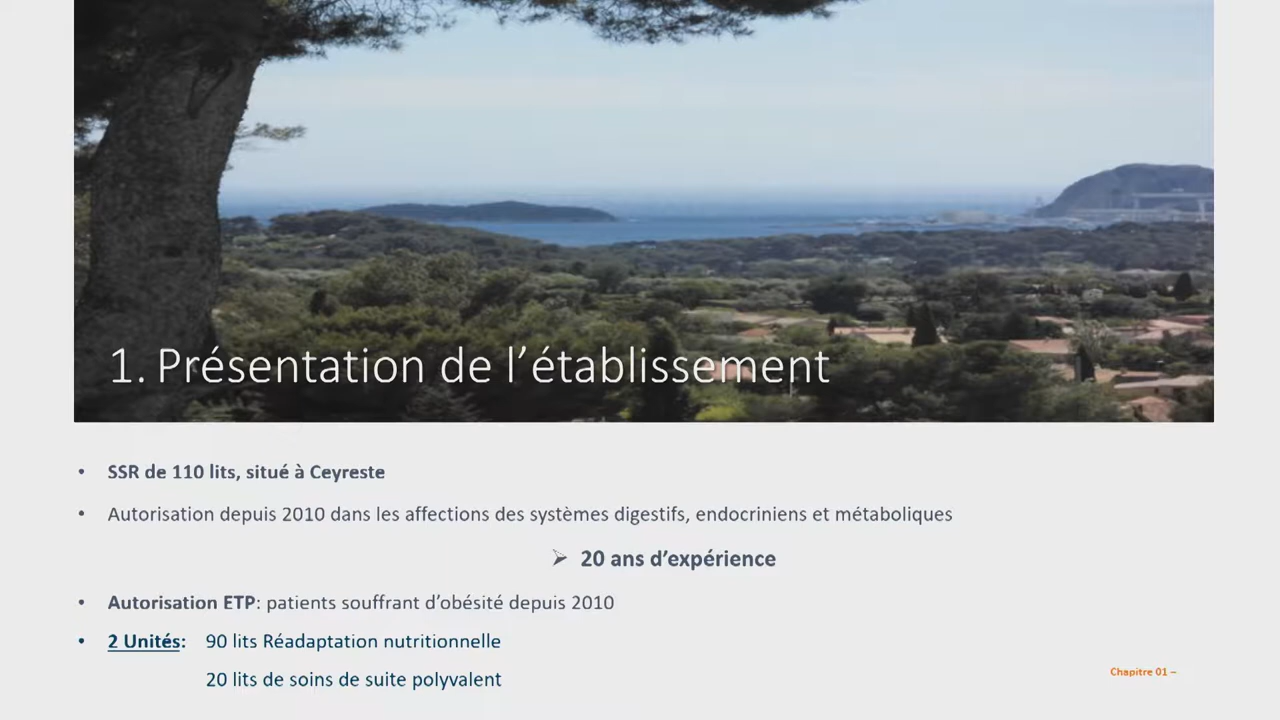 1. Présentation de l’établissement
• SSR de 110 lits, situé à Ceyreste
• Autorisation depuis 2010 dans les affections des systèmes digestifs, endocriniens et métaboliques
➢ 20 ans d’expérience
• Autorisation ETP: patients souffrant d’obésité depuis 2010
• 2 Unités: 90 lits Réadaptation nutritionnelle
20 lits de soins de suite polyvalent
Chapitre 01 –